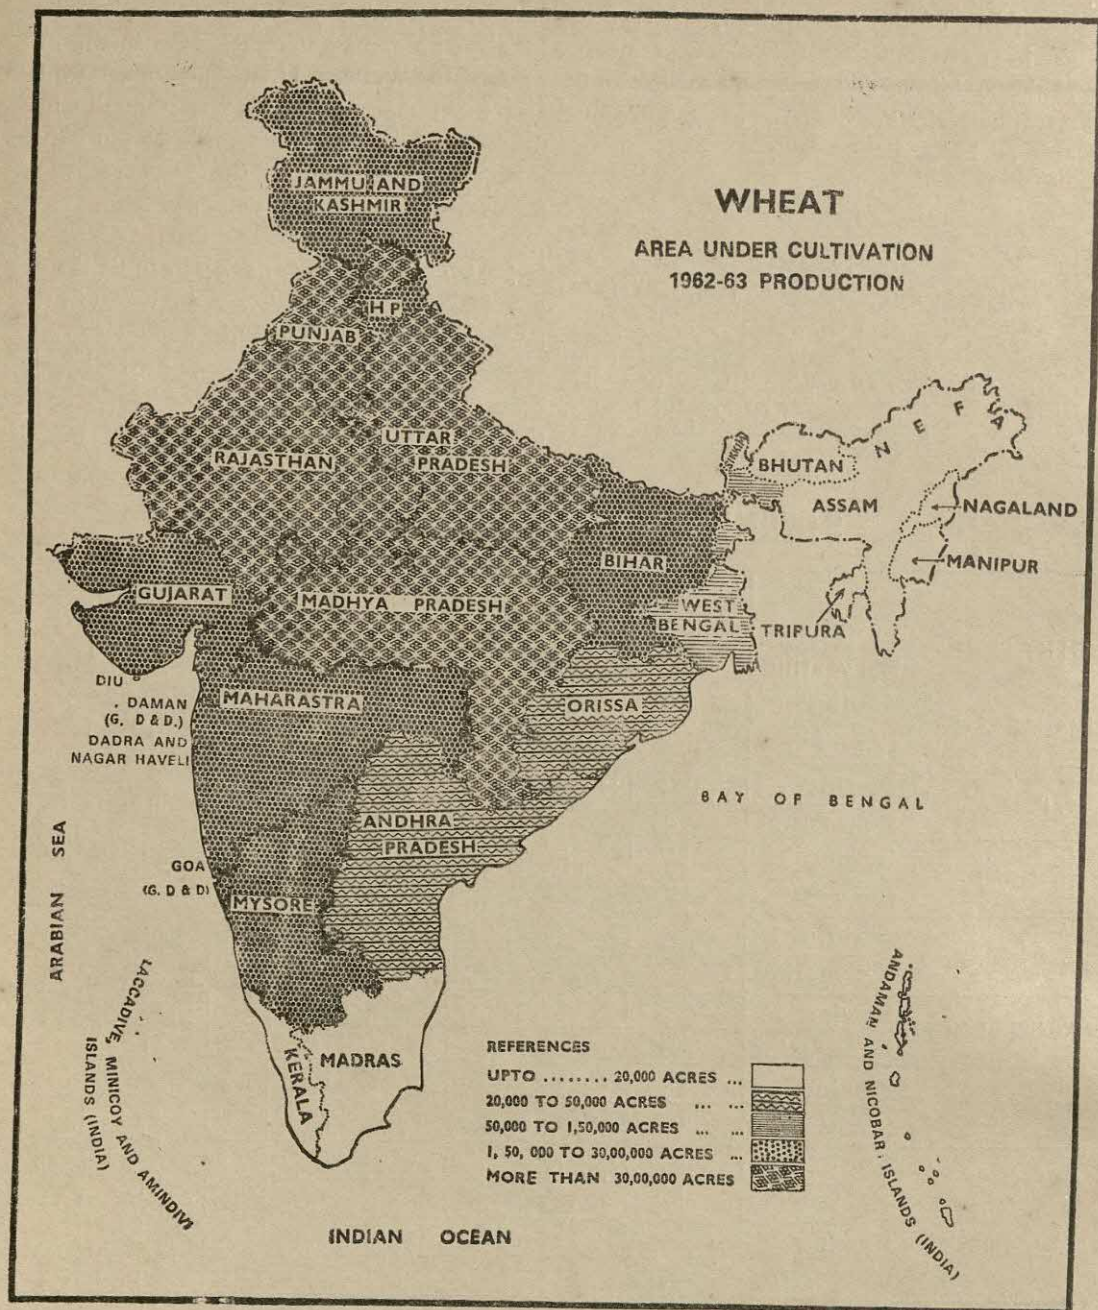 WHEAT
AREA UNDER CULTIVATION
1962-63 PRODUCTION
JAMMU AND
KASHMIR
H P
PUNJAB
UTTAR
PRADESH
RAJASTHAN
N E F A
BHUTAN
ASSAM
NAGALAND
MANIPUR
TRIPURA
BIHAR
WEST
BENGAL
GUJARAT
MADHYA PRADESH
DIU
DAMAN
(G. D & D.)
DADRA AND
NAGAR HAVELI
MAHARASTRA
ORISSA
BAY OF BENGAL
ANDHRA
PRADESH
ARABIAN SEA
GOA
(G. D & D)
MYSORE
LACCADIVE, MINICOY AND AMINDIVI
ISLANDS (INDIA)
KERALA
MADRAS
ANDAMAN AND NICOBAR ISLANDS (INDIA)
REFERENCES
UPTO ........ 20,000 ACRES ...
20,000 TO 50,000 ACRES ... ...
50,000 TO 1,50,000 ACRES ... ...
1, 50, 000 TO 30,00,000 ACRES ...
MORE THAN 30,00,000 ACRES
INDIAN OCEAN